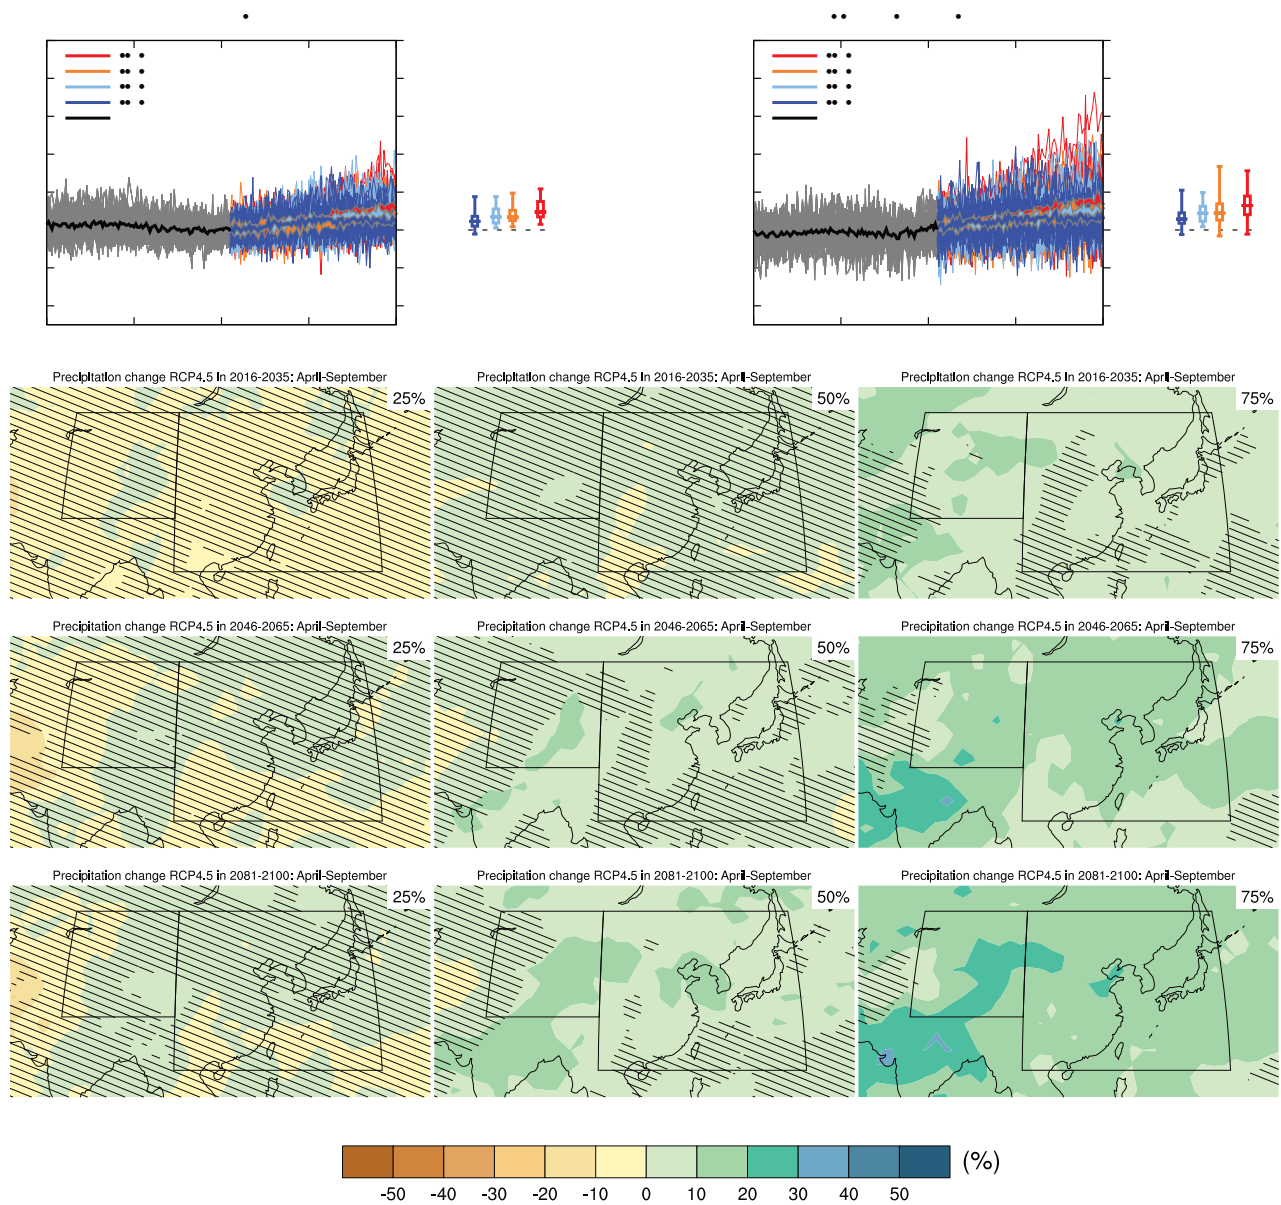 Precipitation change RCP4.5 in 2016-2035: April-September
25%
Precipitation change RCP4.5 in 2016-2035: April-September
50%
Precipitation change RCP4.5 in 2016-2035: April-September
75%
Precipitation change RCP4.5 in 2046-2065: April-September
25%
Precipitation change RCP4.5 in 2046-2065: April-September
50%
Precipitation change RCP4.5 in 2046-2065: April-September
75%
Precipitation change RCP4.5 in 2081-2100: April-September
25%
Precipitation change RCP4.5 in 2081-2100: April-September
50%
Precipitation change RCP4.5 in 2081-2100: April-September
75%
(%)
-50 -40 -30 -20 -10 0 10 20 30 40 50